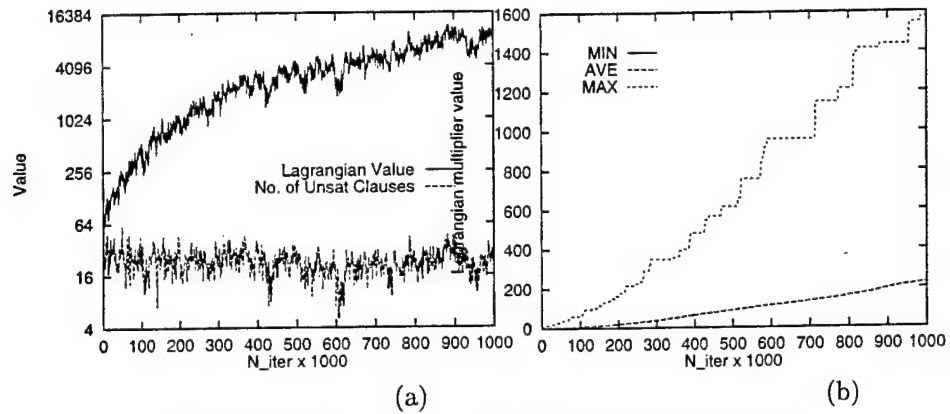 16384
4096
1024
256
64
16
4
Value
0 100 200 300 400 500 600 700 800 900 1000
N_iter x 1000
Lagrangian Value
No. of Unsat Clauses
(a)
Lagrangian multiplier value
1600
1400
1200
1000
800
600
400
200
0
MIN
AVE
MAX
0 100 200 300 400 500 600 700 800 900 1000
N_iter x 1000
(b)